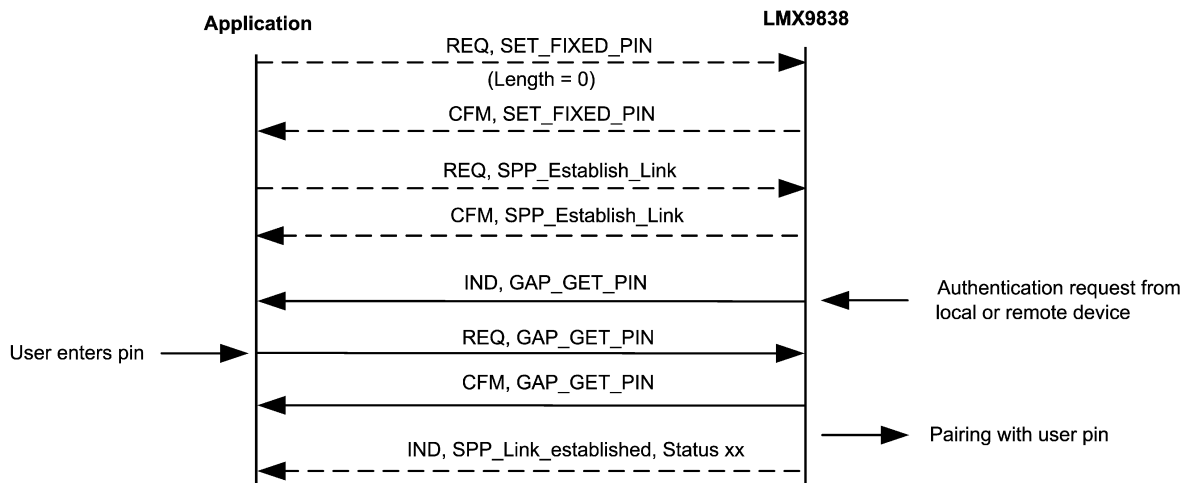 Application
LMX9838
REQ, SET_FIXED_PIN
(Length = 0)
CFM, SET_FIXED_PIN
REQ, SPP_Establish_Link
CFM, SPP_Establish_Link
IND, GAP_GET_PIN
Authentication request from
local or remote device
REQ, GAP_GET_PIN
User enters pin
CFM, GAP_GET_PIN
Pairing with user pin
IND, SPP_Link_established, Status xx